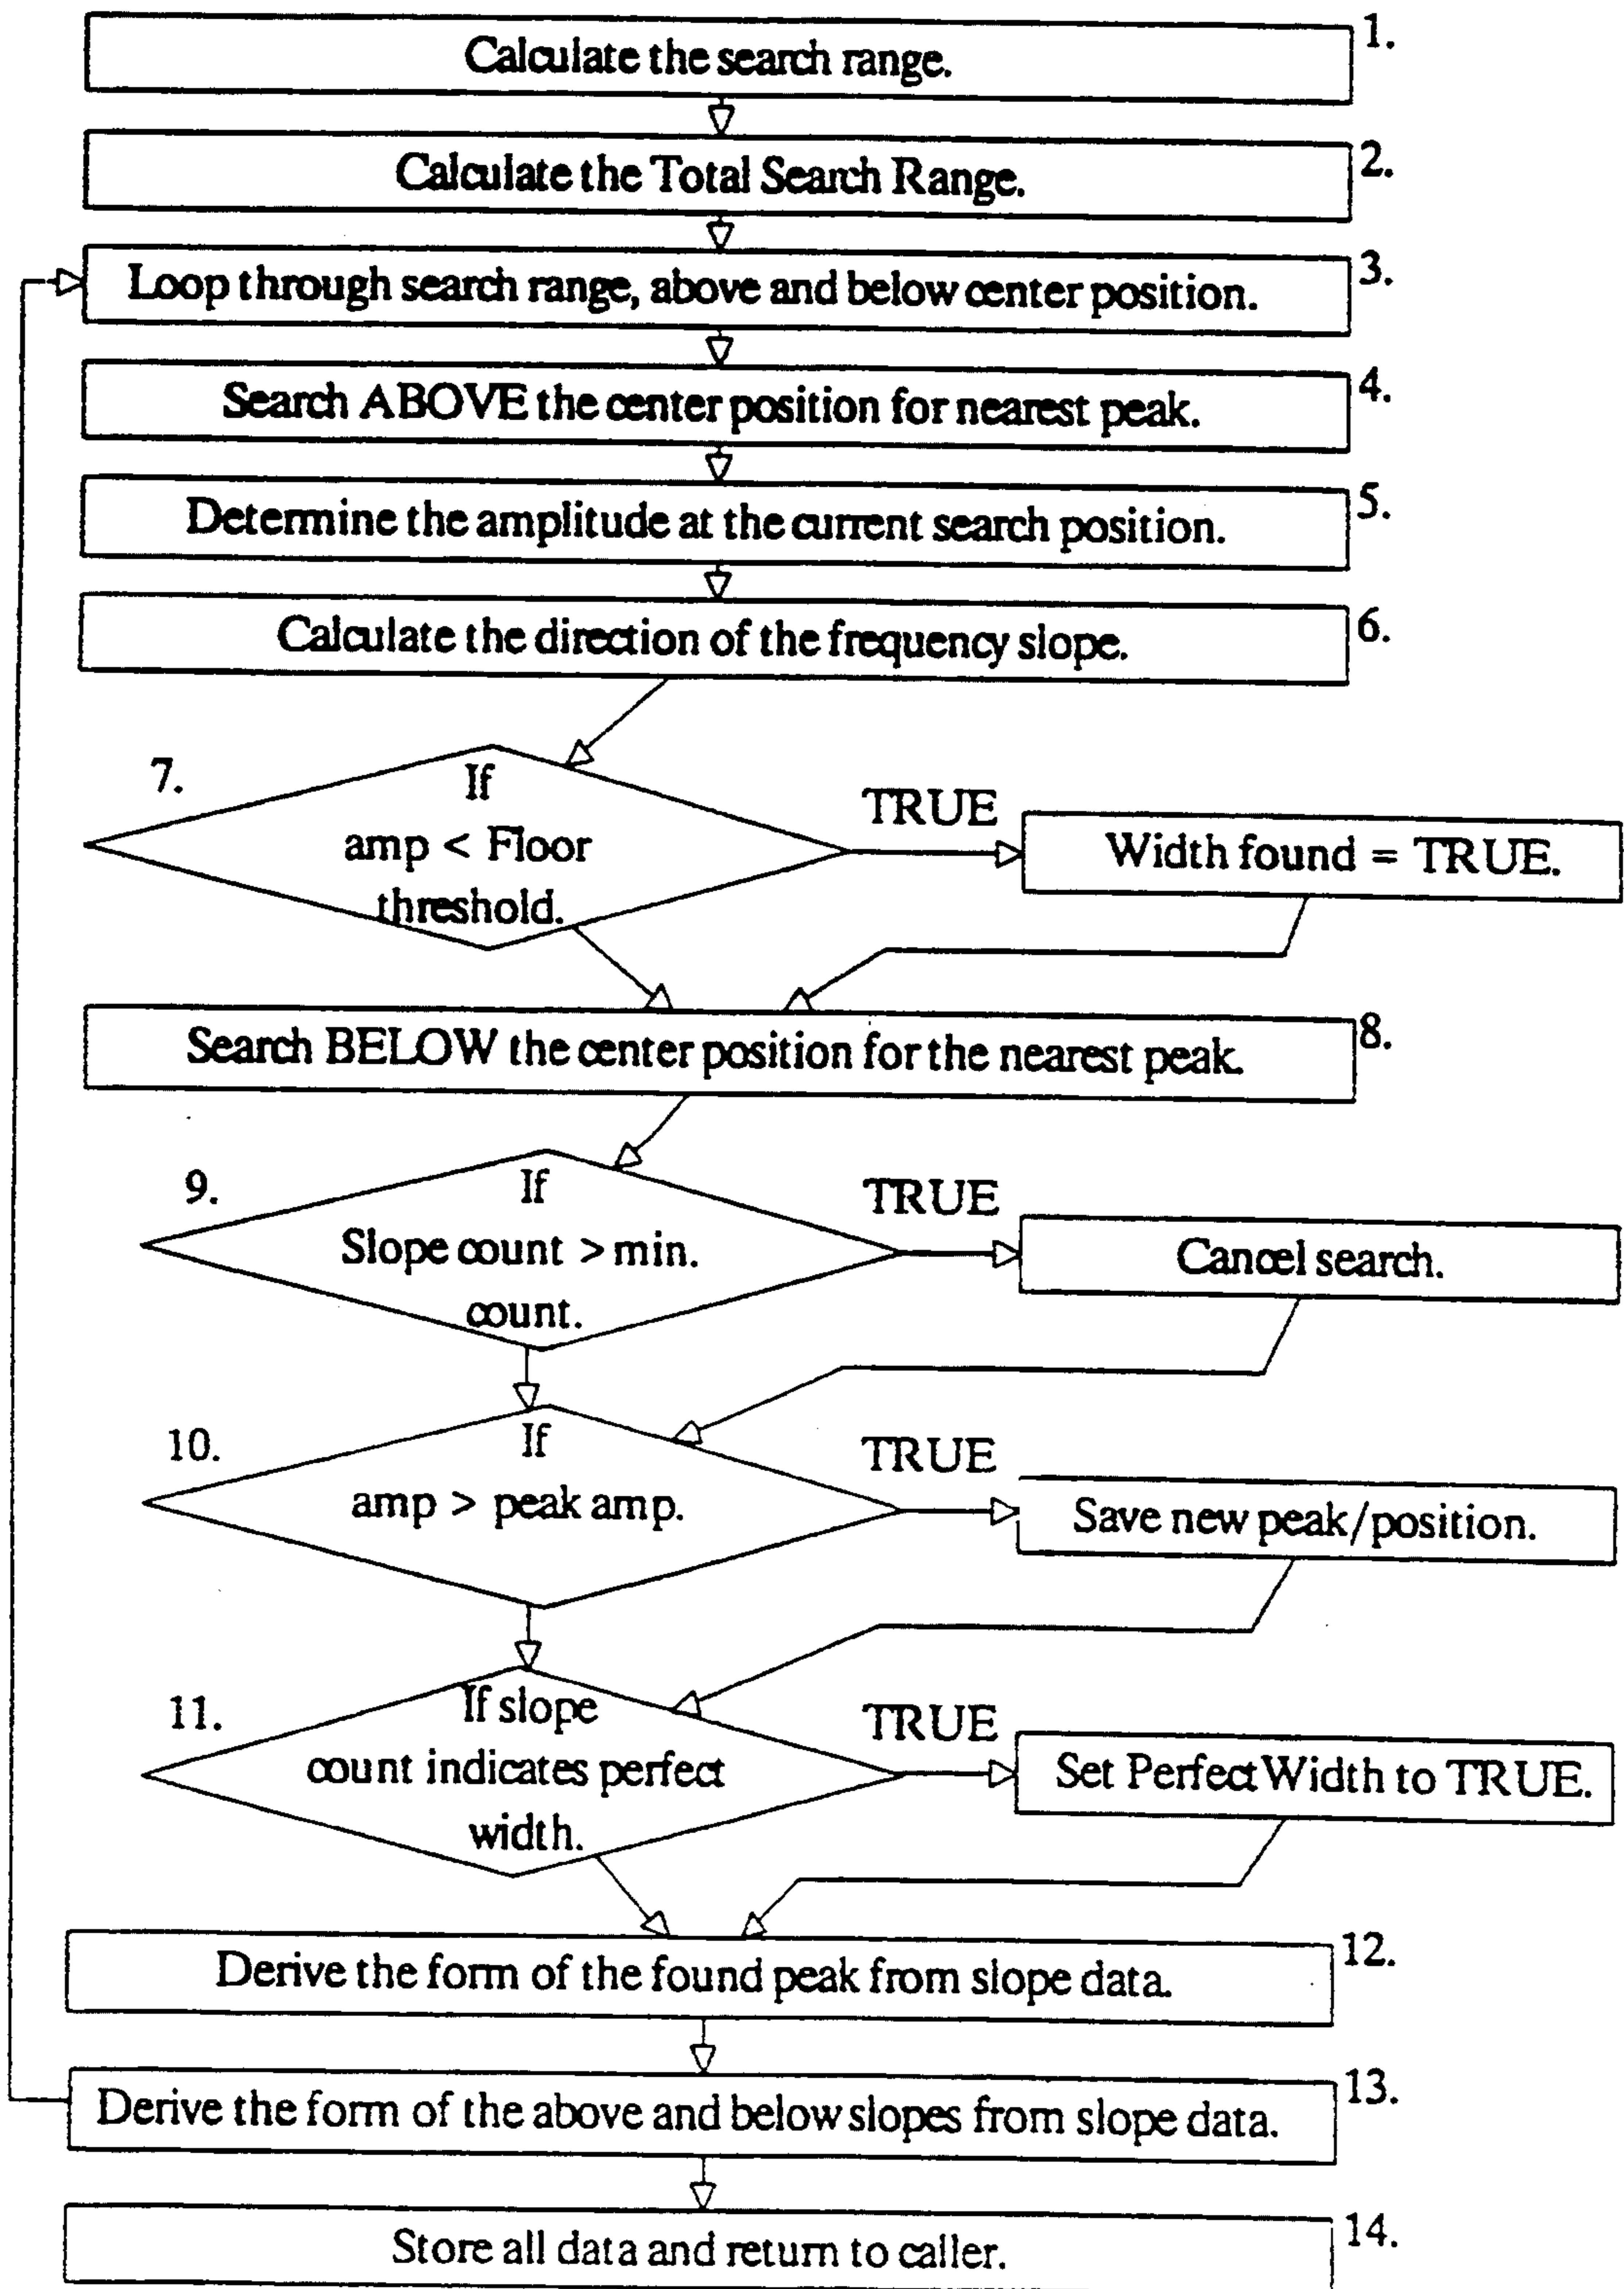 1.
Calculate the search range.
2.
Calculate the Total Search Range.
3.
Loop through search range, above and below center position.
4.
Search ABOVE the center position for nearest peak.
5.
Determine the amplitude at the current search position.
6.
Calculate the direction of the frequency slope.
7.
If
amp < Floor
threshold.
TRUE
Width found = TRUE.
8.
Search BELOW the center position for the nearest peak.
9.
If
Slope count > min.
count.
TRUE
Cancel search.
10.
If
amp > peak amp.
TRUE
Save new peak/position.
11.
If slope
count indicates perfect
width.
TRUE
Set Perfect Width to TRUE.
12.
Derive the form of the found peak from slope data.
13.
Derive the form of the above and below slopes from slope data.
14.
Store all data and return to caller.